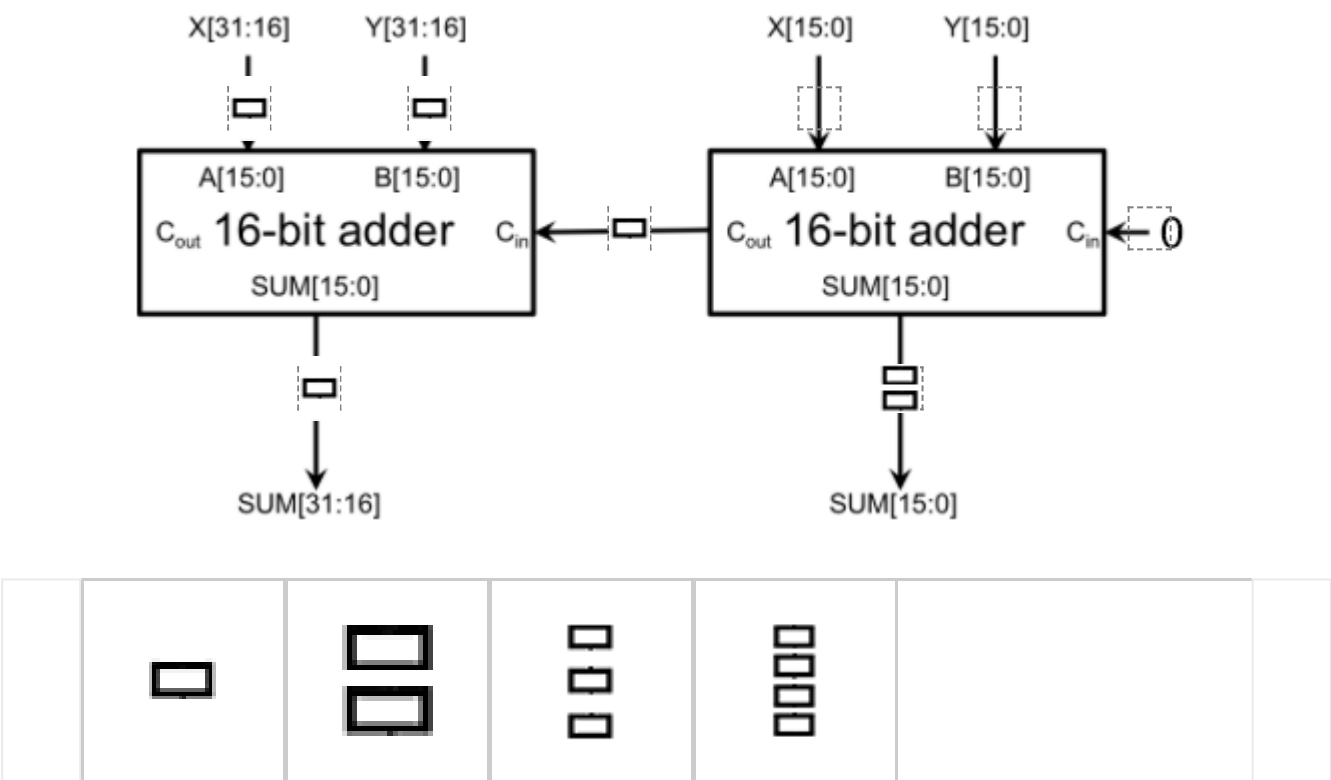 X[31:16] Y[31:16] X[15:0] Y[15:0]
A[15:0] B[15:0] A[15:0] B[15:0]
Cout 16-bit adder Cin Cout 16-bit adder Cin 0
SUM[15:0] SUM[15:0]
SUM[31:16] SUM[15:0]